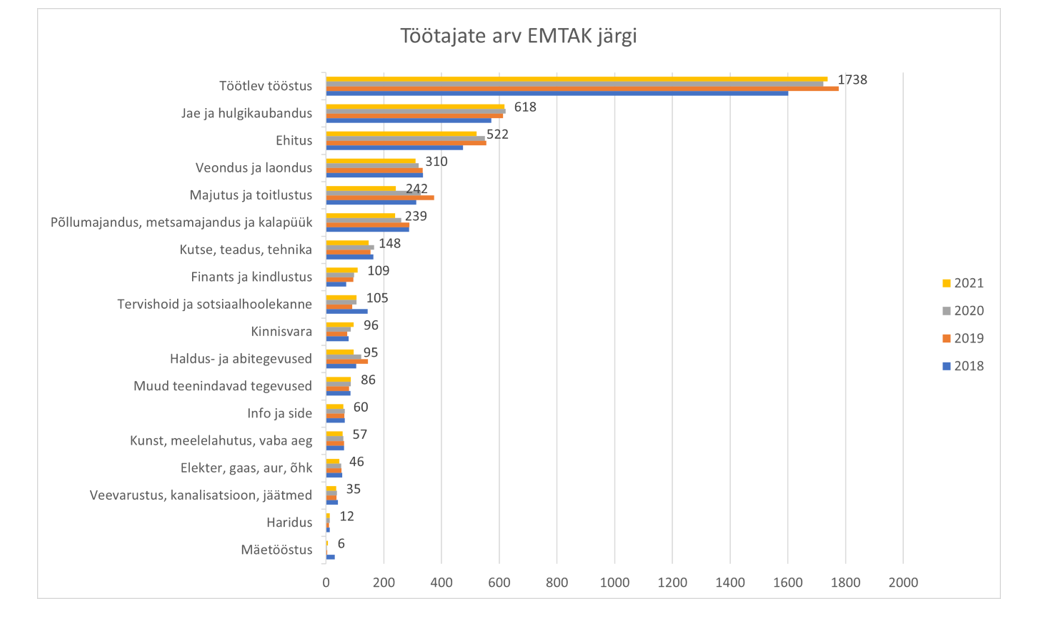 Töötajate arv EMTAK järgi
Töötlev tööstus 1738
Jae ja hulgikaubandus 618
Ehitus 522
Veondus ja laondus 310
Majutus ja toitlustus 242
Põllumajandus, metsamajandus ja kalapüük 239
Kutse, teadus, tehnika 148
Finants ja kindlustus 109
Tervishoid ja sotsiaalhoolekanne 105
Kinnisvara 96
Haldus- ja abitegevused 95
Muud teenindavad tegevused 86
Info ja side 60
Kunst, meelelahutus, vaba aeg 57
Elekter, gaas, aur, õhk 46
Veevarustus, kanalisatsioon, jäätmed 35
Haridus 12
Mäetööstus 6
0 200 400 600 800 1000 1200 1400 1600 1800 2000
2021
2020
2019
2018